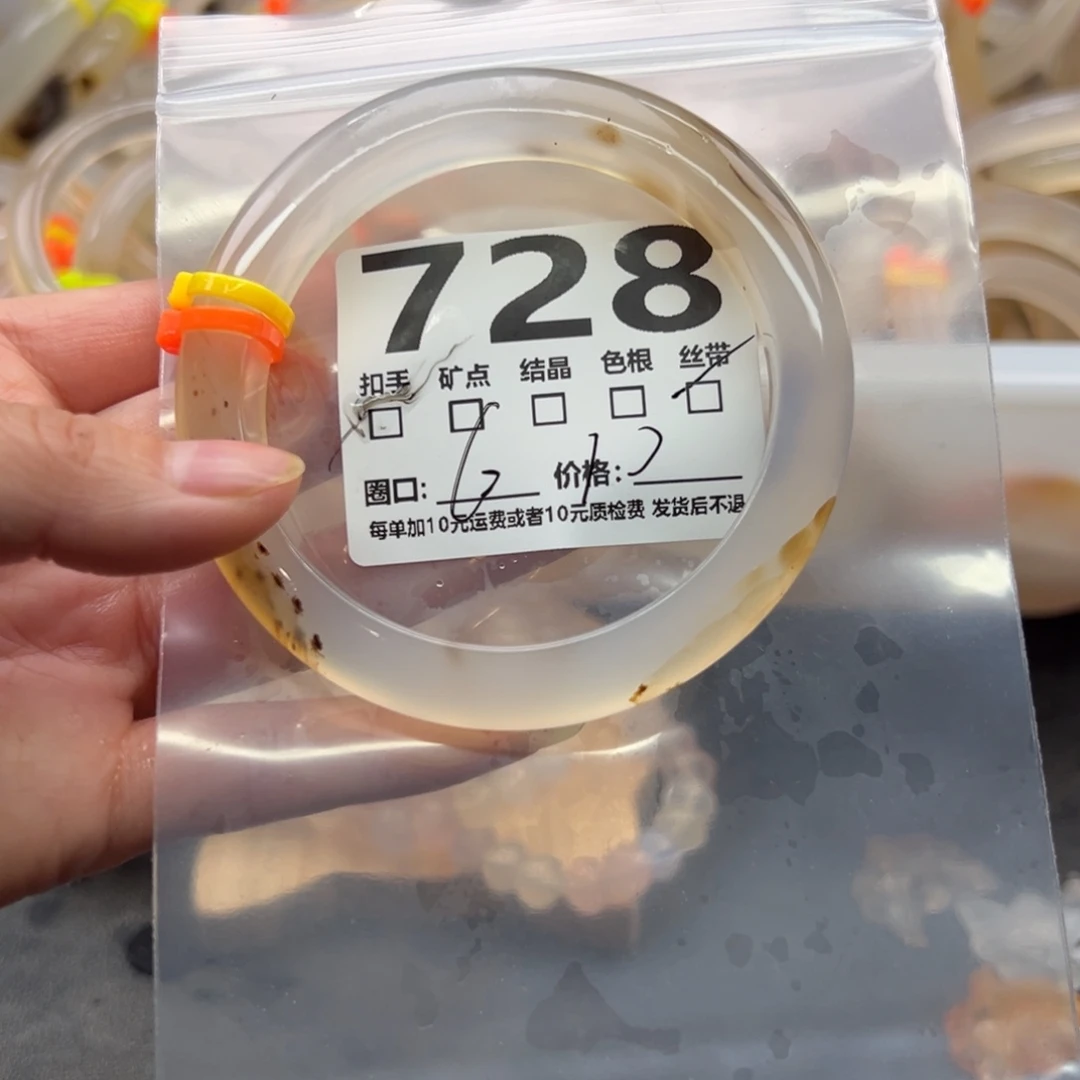 728
扣手 矿点 结晶 色根 丝带
圈口: 价格:
每单加10元运费或者10元质检费 发货后不退